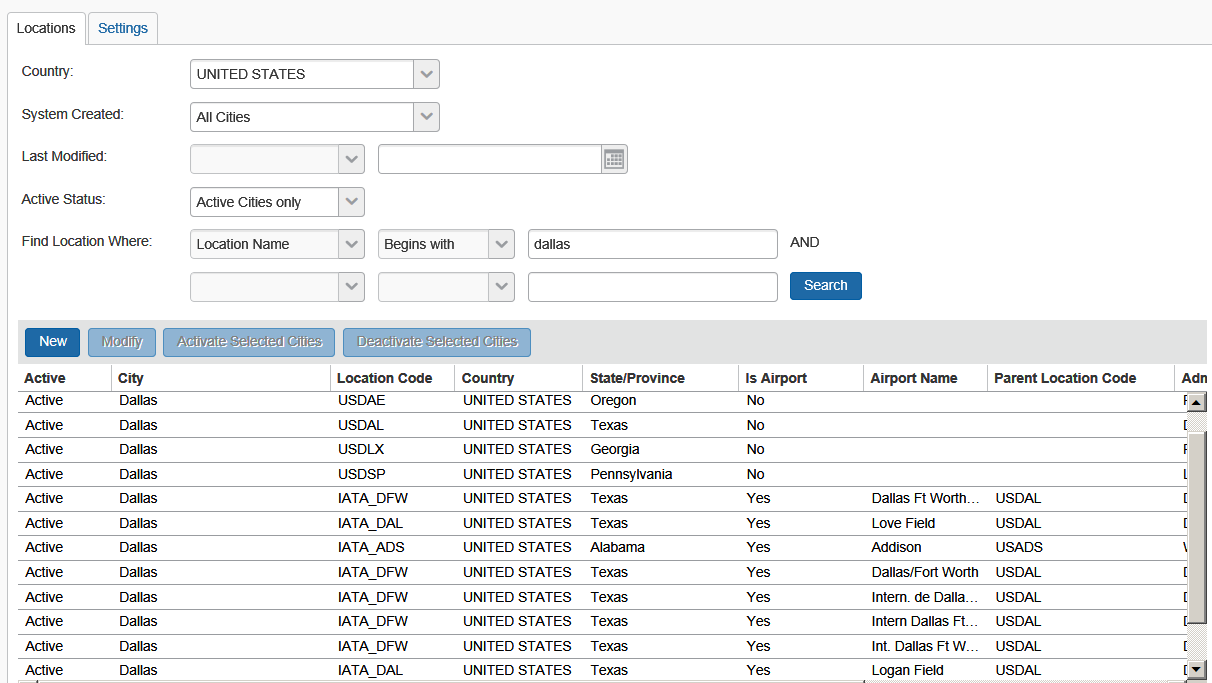 Locations Settings
Country: UNITED STATES
System Created: All Cities
Last Modified:
Active Status: Active Cities only
Find Location Where: Location Name Begins with dallas AND
Search
New Modify Activate Selected Cities Deactivate Selected Cities
Active City Location Code Country State/Province Is Airport Airport Name Parent Location Code Adn
Active Dallas USDAE UNITED STATES Oregon No
Active Dallas USDAL UNITED STATES Texas No
Active Dallas USDLX UNITED STATES Georgia No
Active Dallas USDSP UNITED STATES Pennsylvania No
Active Dallas IATA_DFW UNITED STATES Texas Yes Dallas Ft Worth... USDAL
Active Dallas IATA_DAL UNITED STATES Texas Yes Love Field USDAL
Active Dallas IATA_ADS UNITED STATES Alabama Yes Addison USADS
Active Dallas IATA_DFW UNITED STATES Texas Yes Dallas/Fort Worth USDAL
Active Dallas IATA_DFW UNITED STATES Texas Yes Intern. de Dalla... USDAL
Active Dallas IATA_DFW UNITED STATES Texas Yes Intern Dallas Ft... USDAL
Active Dallas IATA_DFW UNITED STATES Texas Yes Int. Dallas Ft W... USDAL
Active Dallas IATA_DAL UNITED STATES Texas Yes Logan Field USDAL